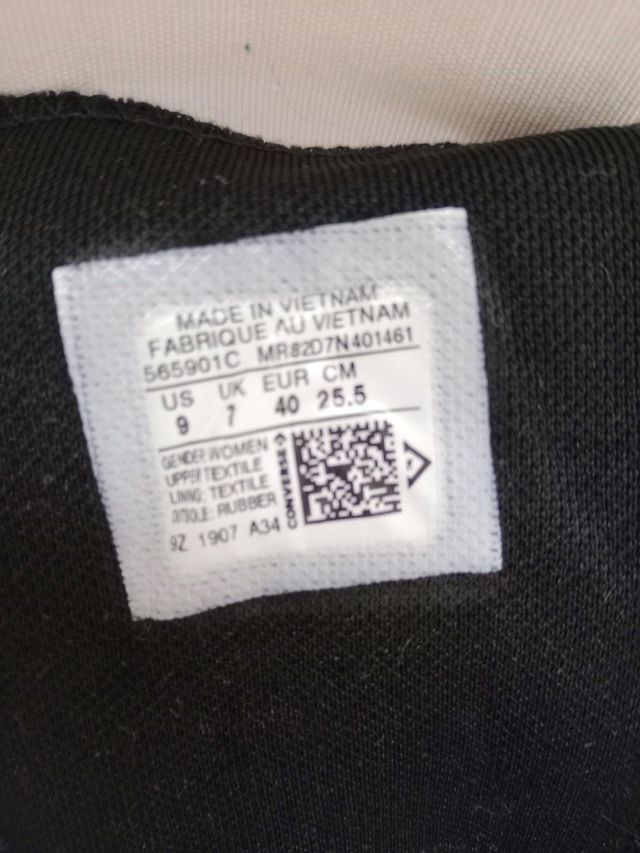 MADE IN VIETNAM
FABRIQUE AU VIETNAM
565901C MR82D7N401461
US UK EUR CM
9 7 40 25.5
GENDER: WOMEN
UPPER: TEXTILE
LINING: TEXTILE
O/SOLE: RUBBER
9Z 1907 A34
CONVERSE